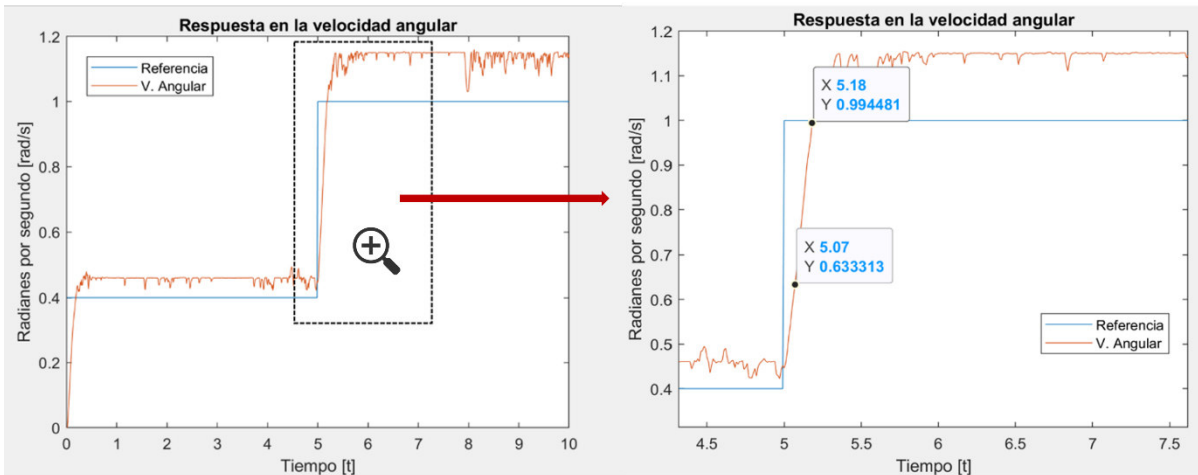 Respuesta en la velocidad angular
1.2
1
0.8
0.6
0.4
0.2
0
Radianes por segundo [rad/s]
Referencia
V. Angular
0 1 2 3 4 5 6 7 8 9 10
Tiempo [t]
Respuesta en la velocidad angular
1.2
1.1
1
0.9
0.8
0.7
0.6
0.5
0.4
Radianes por segundo [rad/s]
X 5.18
Y 0.994481
X 5.07
Y 0.633313
Referencia
V. Angular
4.5 5 5.5 6 6.5 7 7.5
Tiempo [t]